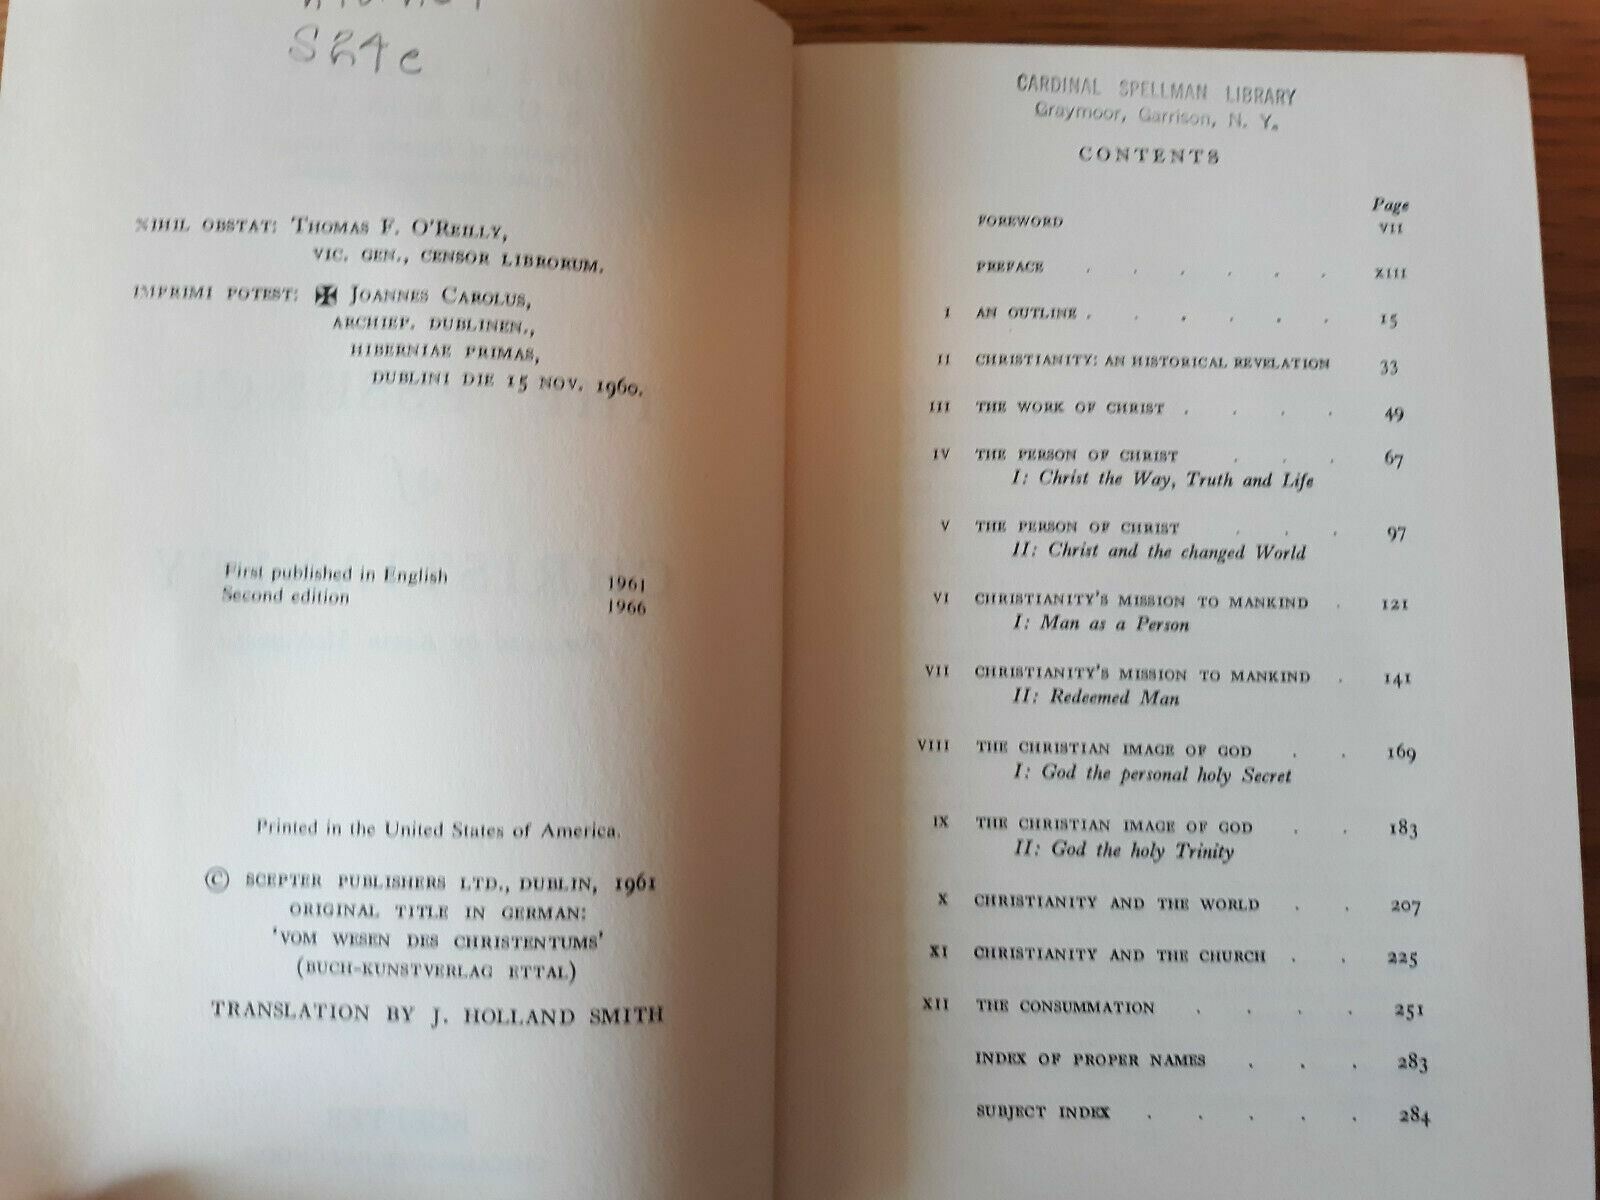 S24c
NIHIL OBSTAT: THOMAS F. O'REILLY,
VIC. GEN., CENSOR LIBRORUM.
IMPRIMI POTEST: ✠ JOANNES CAROLUS,
ARCHIEP. DUBLINEN.,
HIBERNIAE PRIMAS,
DUBLINI DIE 15 NOV. 1960.
First published in English 1961
Second edition 1966
Printed in the United States of America.
© SCEPTER PUBLISHERS LTD., DUBLIN, 1961
ORIGINAL TITLE IN GERMAN:
'VOM WESEN DES CHRISTENTUMS'
(BUCH-KUNSTVERLAG ETTAL)
TRANSLATION BY J. HOLLAND SMITH
CARDINAL SPELLMAN LIBRARY
Graymoor, Garrison, N. Y.
CONTENTS
Page
FOREWORD VII
PREFACE . . . . . . XIII
I AN OUTLINE . . . . . . 15
II CHRISTIANITY: AN HISTORICAL REVELATION 33
III THE WORK OF CHRIST . . . . 49
IV THE PERSON OF CHRIST . . . 67
I: Christ the Way, Truth and Life
V THE PERSON OF CHRIST . . . 97
II: Christ and the changed World
VI CHRISTIANITY'S MISSION TO MANKIND . 121
I: Man as a Person
VII CHRISTIANITY'S MISSION TO MANKIND . 141
II: Redeemed Man
VIII THE CHRISTIAN IMAGE OF GOD . . 169
I: God the personal holy Secret
IX THE CHRISTIAN IMAGE OF GOD . . 183
II: God the holy Trinity
X CHRISTIANITY AND THE WORLD . . 207
XI CHRISTIANITY AND THE CHURCH . . 225
XII THE CONSUMMATION . . . . 251
INDEX OF PROPER NAMES . . . 283
SUBJECT INDEX . . . . . 284